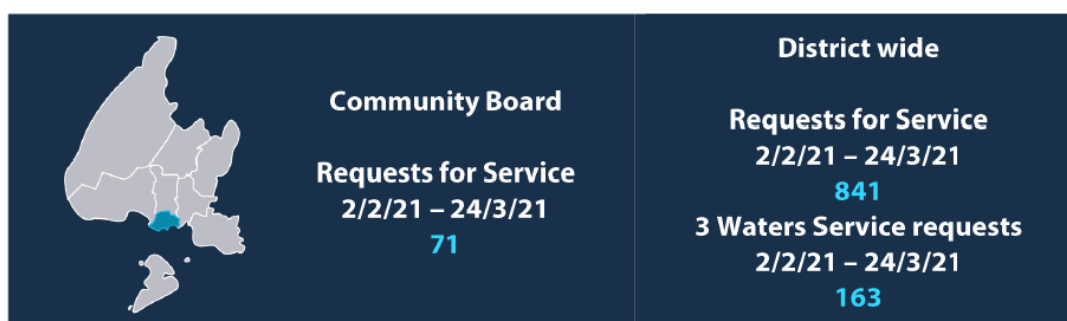 Community Board
Requests for Service
2/2/21 – 24/3/21
71
District wide
Requests for Service
2/2/21 – 24/3/21
841
3 Waters Service requests
2/2/21 – 24/3/21
163